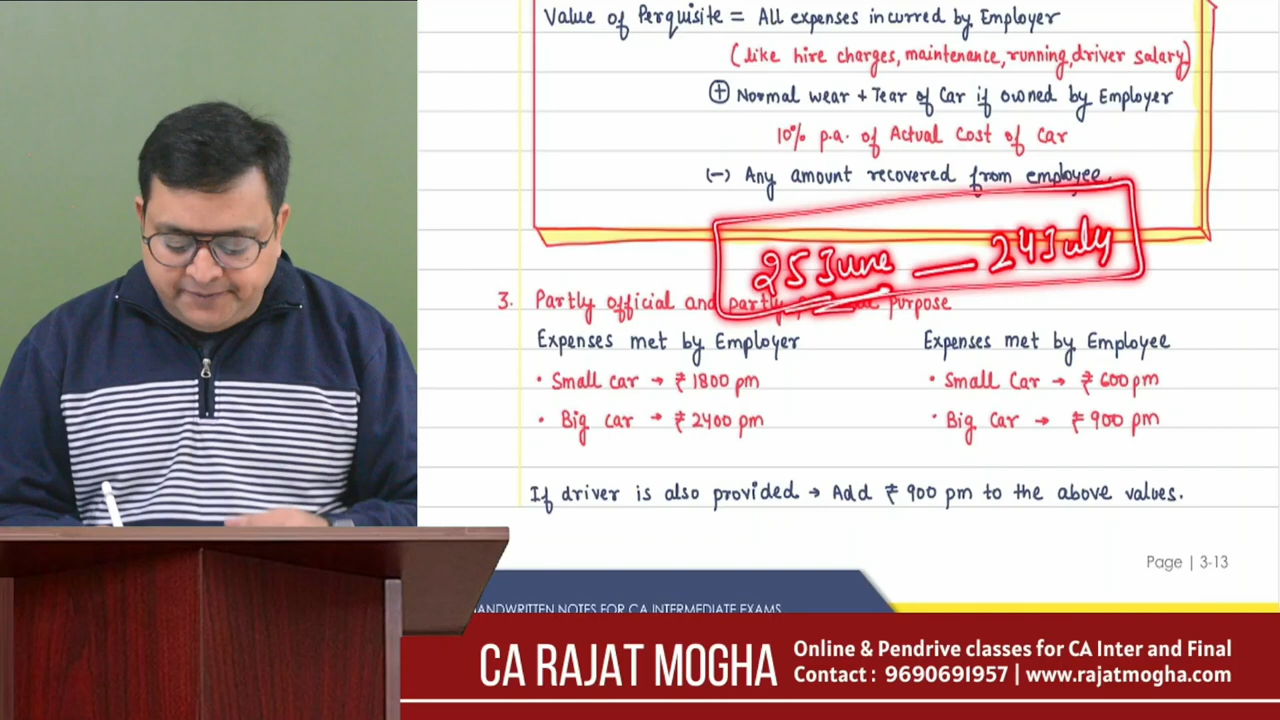 Value of Perquisite = All expenses incurred by Employer
(like hire charges, maintenance, running, driver salary)
⊕ Normal wear + Tear of Car if owned by Employer
10% p.a. of Actual Cost of Car
(-) Any amount recovered from employee.
25 June — 24 July
3. Partly official and partly purpose
Expenses met by Employer Expenses met by Employee
• Small car → ₹ 1800 pm • Small Car → ₹ 600 pm
• Big car → ₹ 2400 pm • Big Car → ₹ 900 pm
If driver is also provided → Add ₹ 900 pm to the above values.
Page | 3-13
HANDWRITTEN NOTES FOR CA INTERMEDIATE EXAMS
CA RAJAT MOGHA
Online & Pendrive classes for CA Inter and Final
Contact : 9690691957 | www.rajatmogha.com